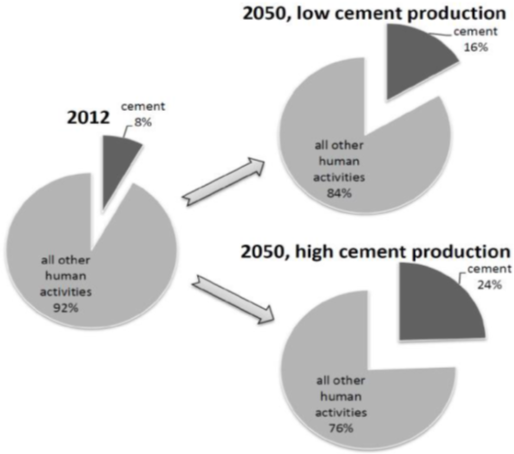 2012
cement
8%
all other
human
activities
92%
2050, low cement production
cement
16%
all other
human
activities
84%
2050, high cement production
cement
24%
all other
human
activities
76%